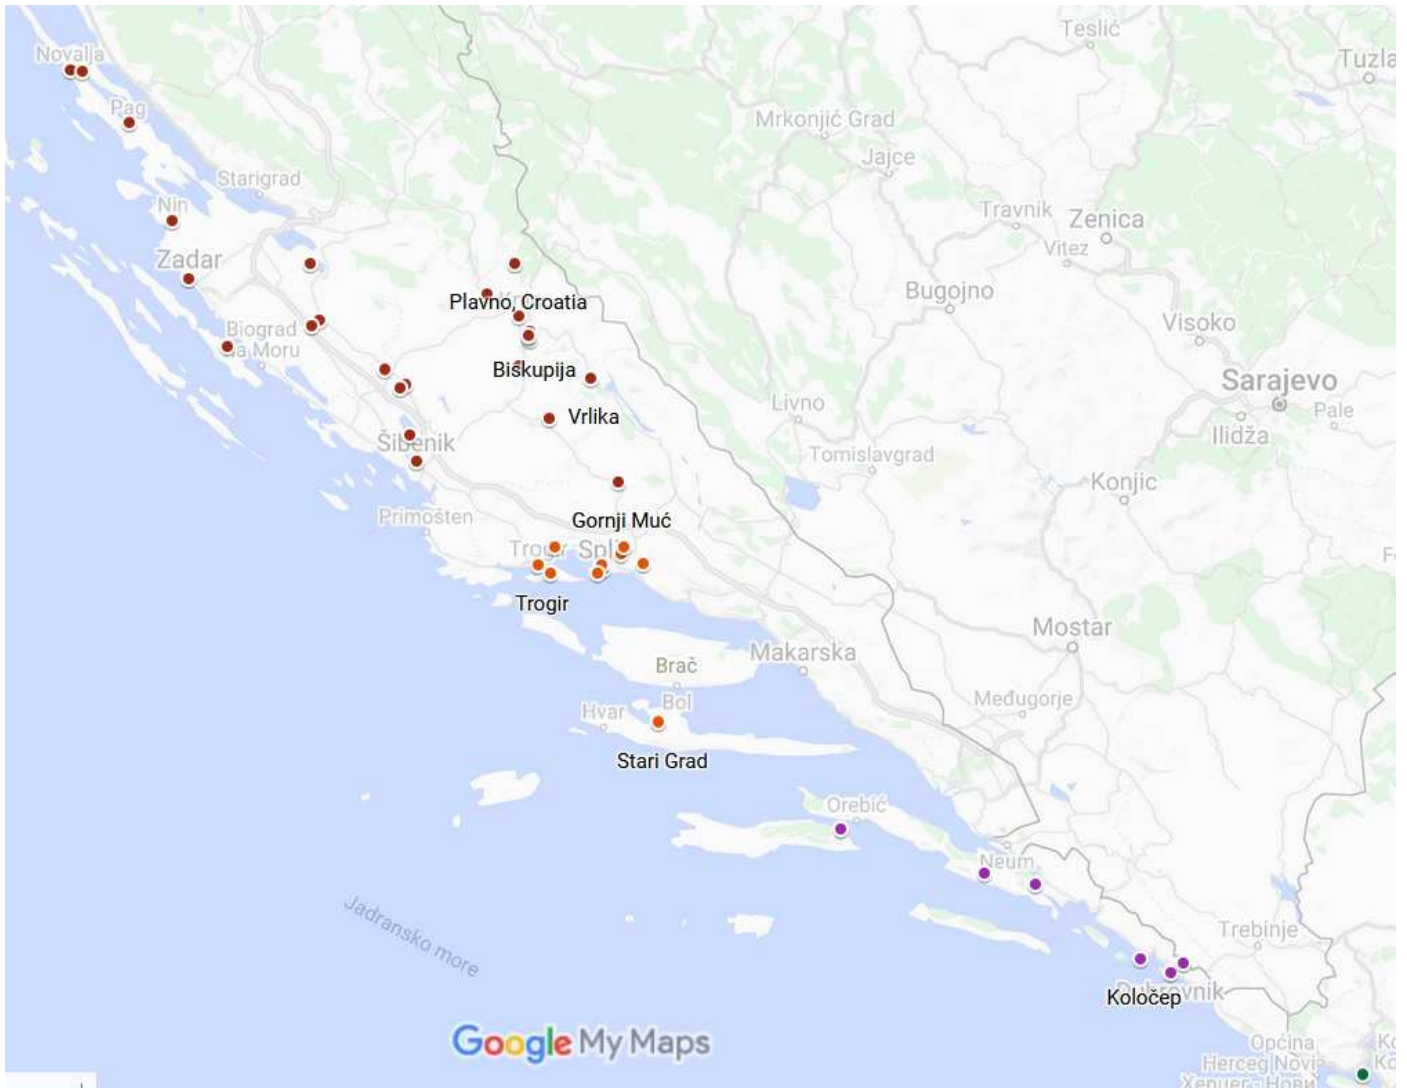 Teslić
Tuzla
Novalja
Pag
Mrkonjić Grad
Jajce
Starigrad
Nin
Travnik
Zenica
Vitez
Zadar
Bugojno
Plavno, Croatia
Visoko
Biograd
na Moru
Biskupija
Sarajevo
Pale
Livno
Vrlika
Ilidža
Šibenik
Tomislavgrad
Konjic
Primošten
Gornji Muć
Trogir
Trogir
Mostar
Makarska
Brač
Međugorje
Bol
Hvar
Stari Grad
Orebić
Neum
Jadransko more
Trebinje
Dubrovnik
Koločep
Google My Maps
Općina
Herceg Novi